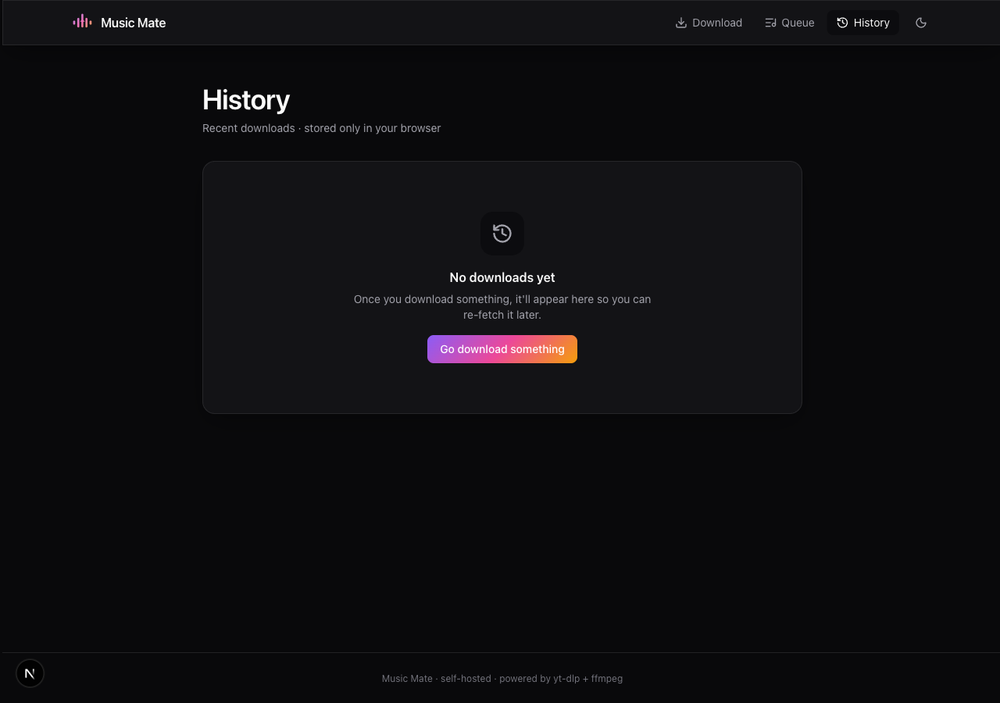 Music Mate
Download
Queue
History
History
Recent downloads · stored only in your browser
No downloads yet
Once you download something, it'll appear here so you can
re-fetch it later.
Go download something
N
Music Mate · self-hosted · powered by yt-dlp + ffmpeg